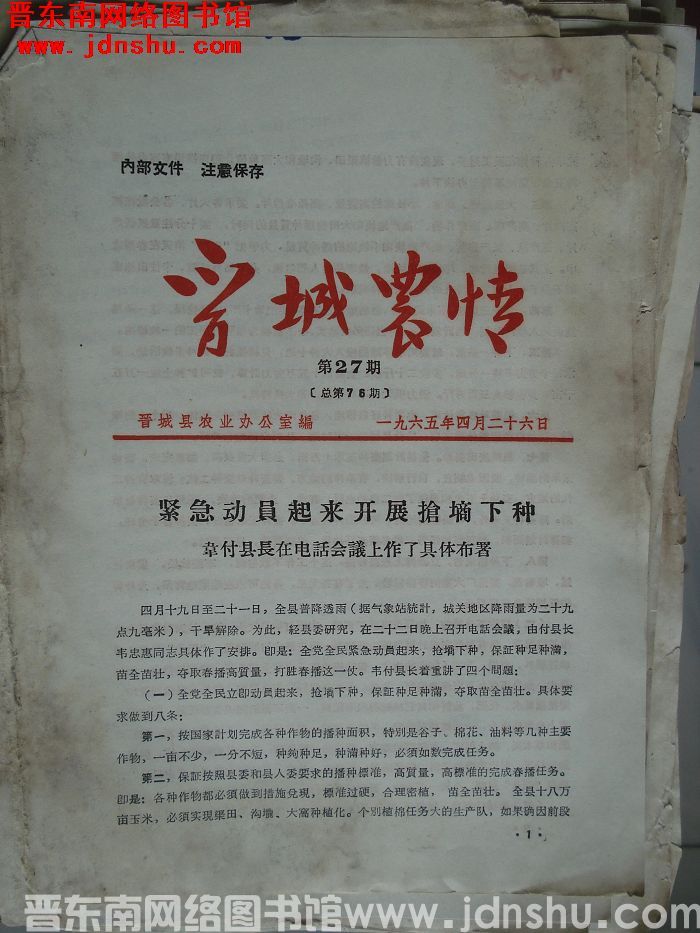 晋东南网络图书馆
www.jdnshu.com
內部文件 注意保存
晋城農情
第27期
〔总第76期〕
晋城县农业办公室編 一九六五年四月二十六日
紧急动員起来开展搶墒下种
韋付县長在电話会議上作了具体布署
四月十九日至二十一日，全县普降透雨（据气象站統計，城关地区降雨量为二十九
点九毫米），干旱解除。为此，経县委研究，在二十二日晚上召开电話会議，由付县长
韦忠惠同志具体作了安排。卽是：全党全民紧急动員起来，抢墒下种，保証种足种满，
苗全苗壮，夺取春播高質量，打胜春播这一仗。韦付县长着重讲了四个問題：
（一）全党全民立卽动員起来，抢墒下种，保証种足种满，夺取苗全苗壮。具体要
求做到八条：
第一，按国家計划完成各种作物的播种面积，特別是谷子、棉花、油料等几种主要
作物，一亩不少，一分不短，种夠种足，种满种好，必須如数完成任务。
第二，保証按照县委和县人委要求的播种標准，高質量，高標准的完成春播任务。
卽是：各种作物都必須做到措施兌現，標准过硬，合理密植， 苗全苗壮。 全县十八万
亩玉米，必須实現渠田、沟壠、大窩种植化。个別植棉任务大的生产队，如果确因前段
·1·
晋东南网络图书馆 www.jdnshu.com